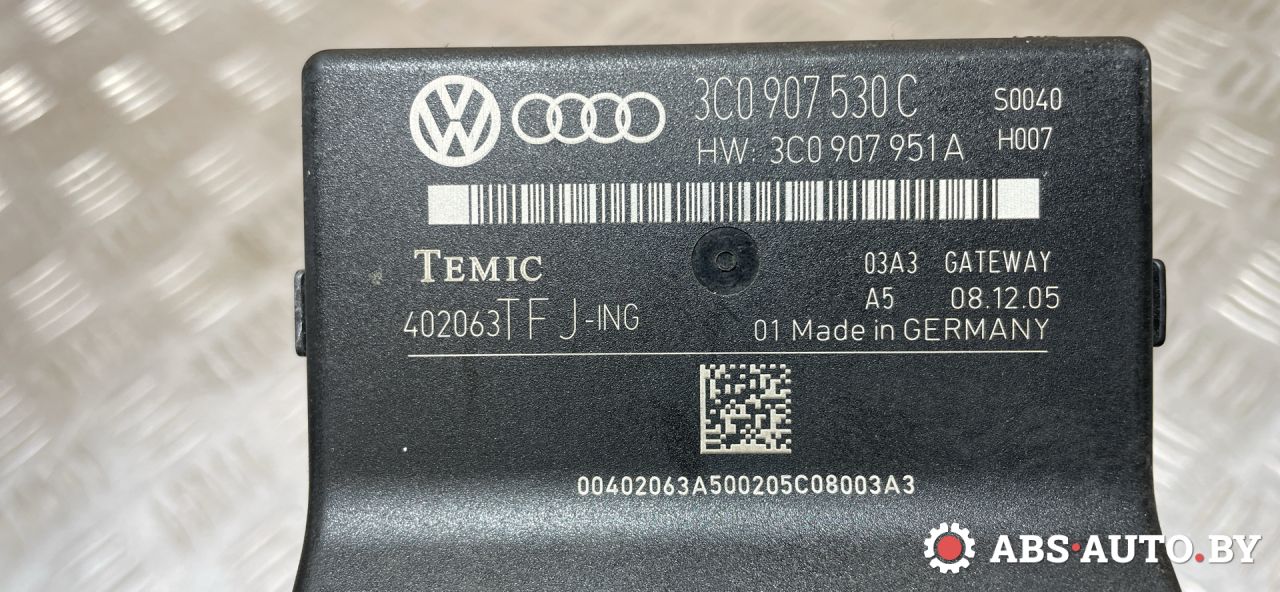 3C0 907 530 C
HW: 3C0 907 951 A
S0040
H007
TEMIC
402063TFJ-ING
03A3 GATEWAY
A5 08.12.05
01 Made in GERMANY
00402063A500205C08003A3
ABS·AUTO.BY